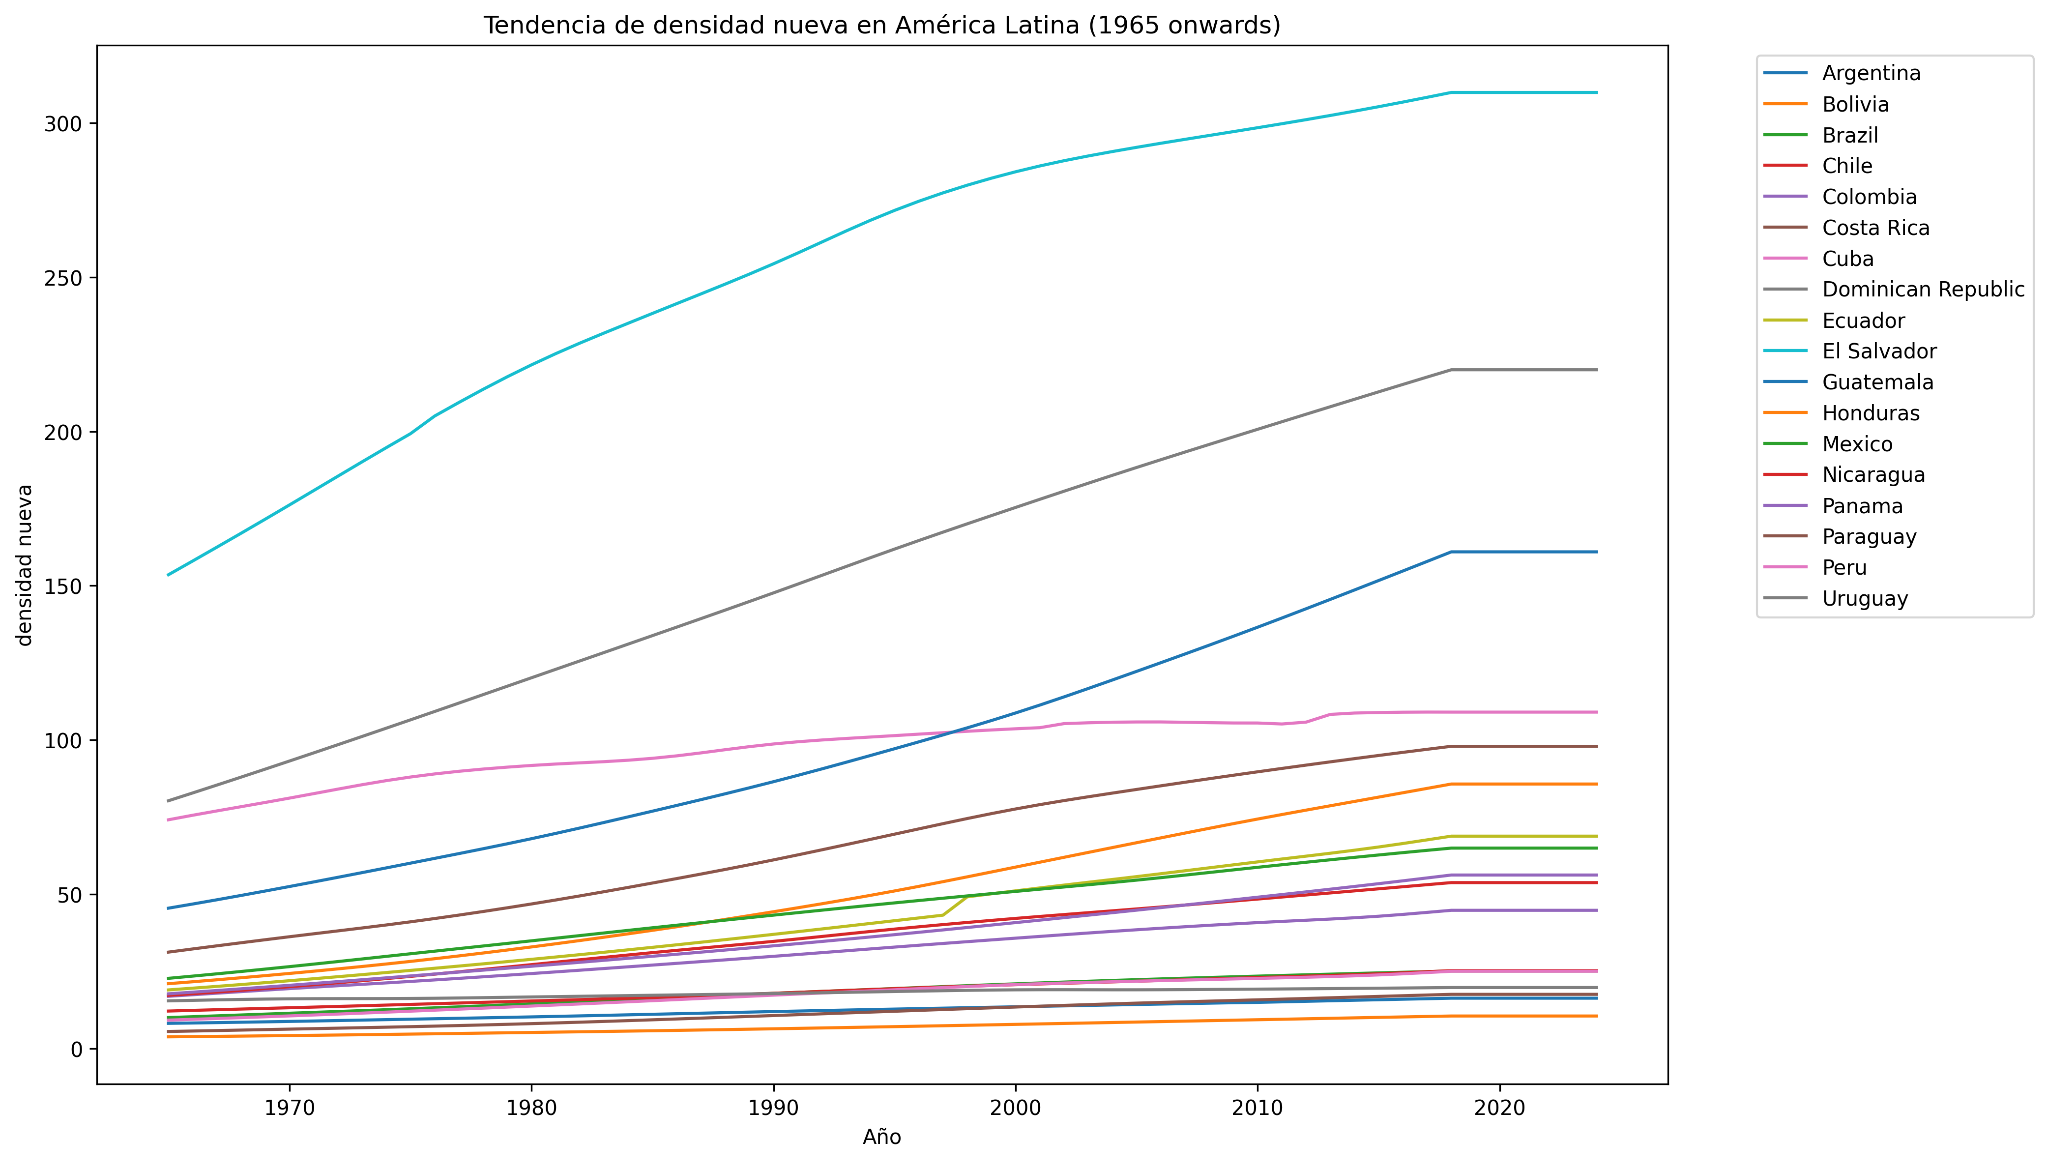 Tendencia de densidad nueva en América Latina (1965 onwards)
densidad nueva
300
250
200
150
100
50
0
1970
1980
1990
2000
2010
2020
Año
Argentina
Bolivia
Brazil
Chile
Colombia
Costa Rica
Cuba
Dominican Republic
Ecuador
El Salvador
Guatemala
Honduras
Mexico
Nicaragua
Panama
Paraguay
Peru
Uruguay